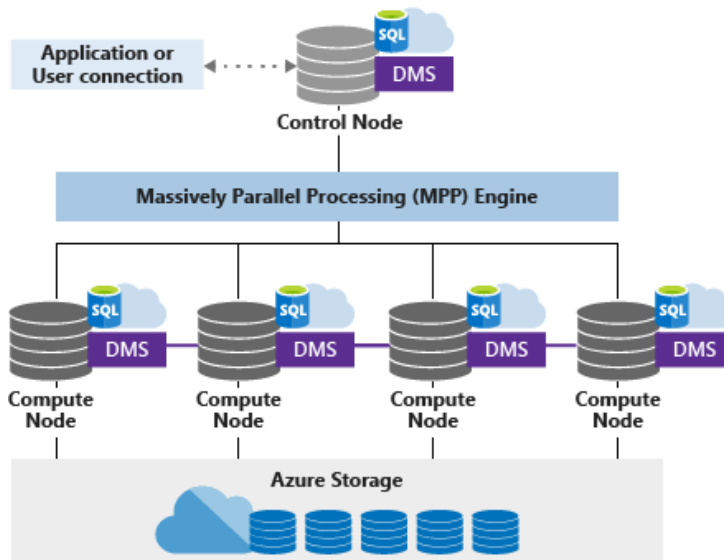 SQL
Application or
User connection
DMS
Control Node
Massively Parallel Processing (MPP) Engine
SQL
SQL
SQL
SQL
DMS
DMS
DMS
DMS
Compute
Node
Compute
Node
Compute
Node
Compute
Node
Azure Storage